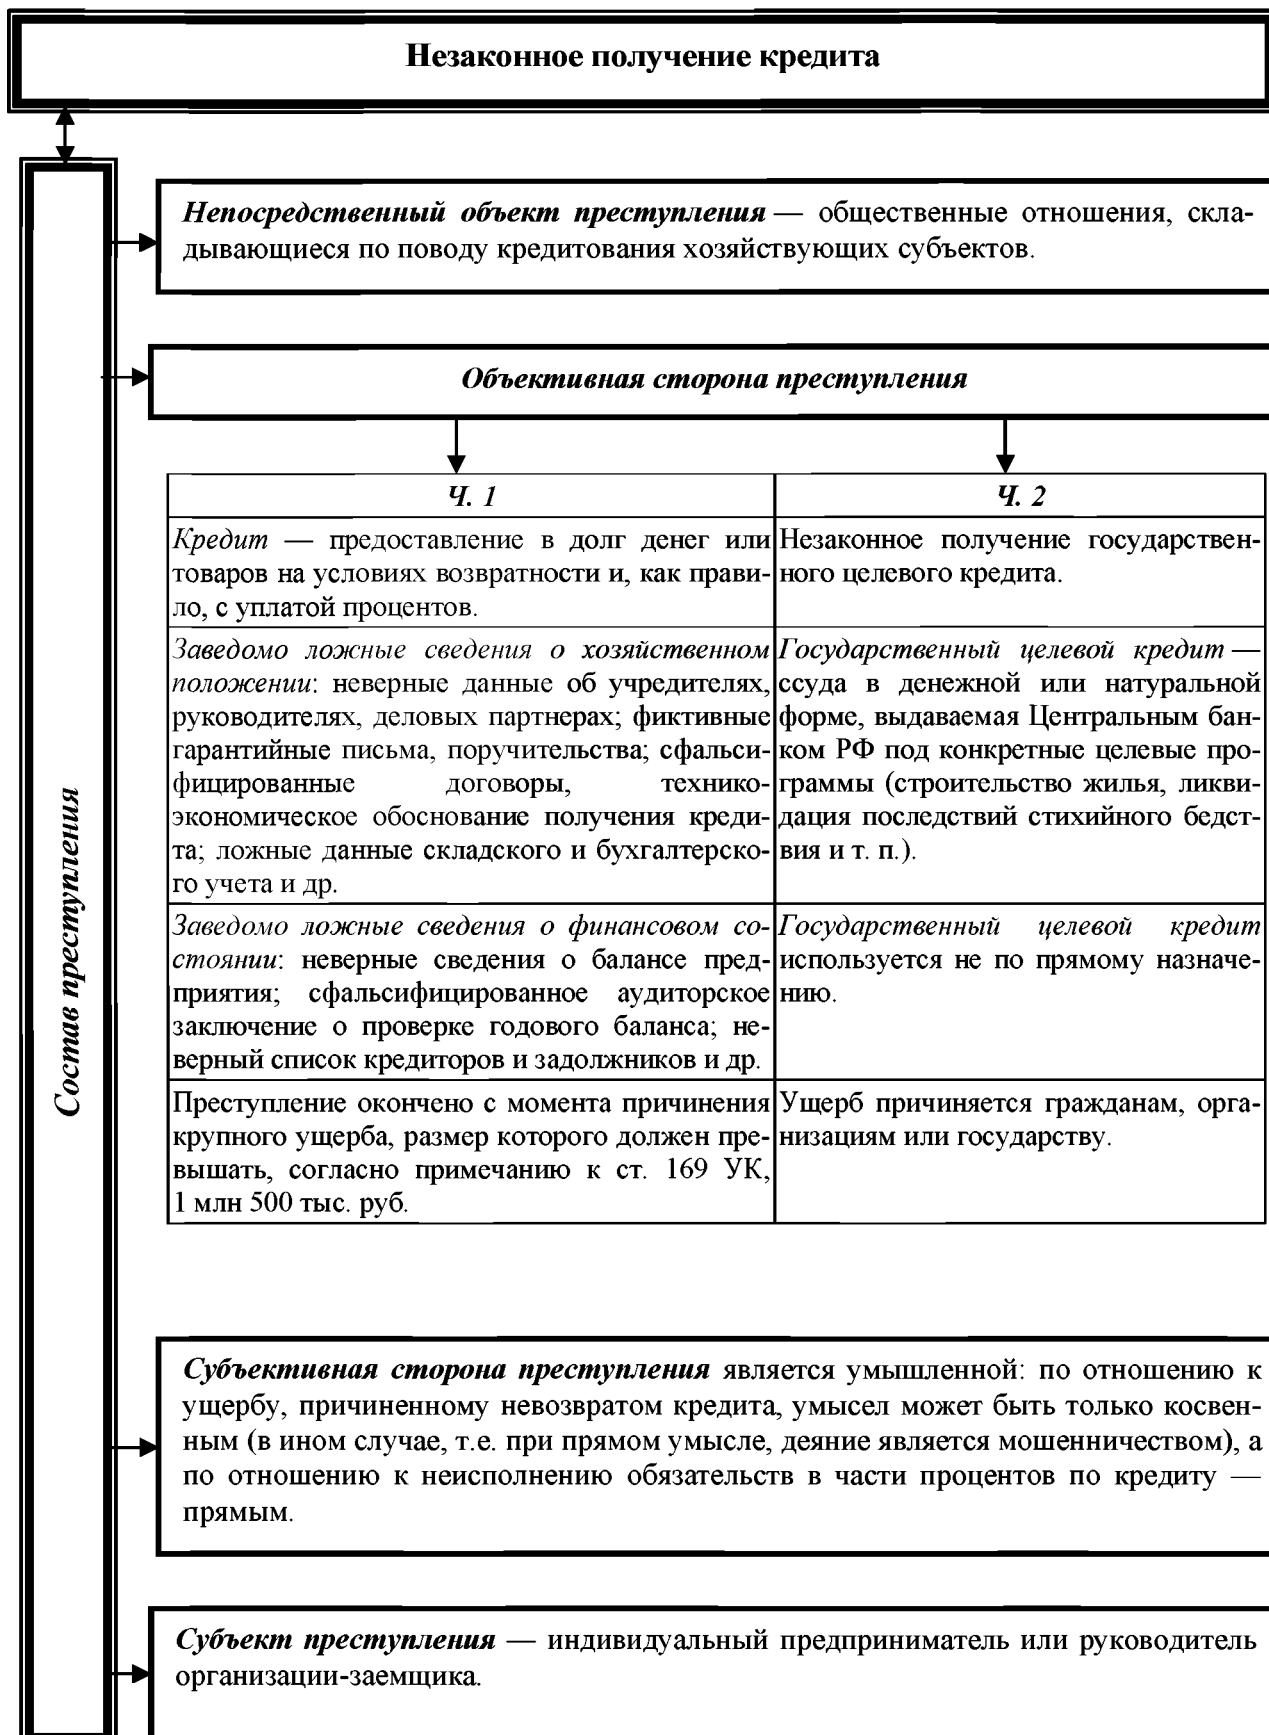 Незаконное получение кредита
Состав преступления
Непосредственный объект преступления — общественные отношения, скла-
дывающиеся по поводу кредитования хозяйствующих субъектов.
Объективная сторона преступления
Ч. 1
Ч. 2
Кредит — предоставление в долг денег или
товаров на условиях возвратности и, как прави-
ло, с уплатой процентов.
Незаконное получение государствен-
ного целевого кредита.
Заведомо ложные сведения о хозяйственном
положении: неверные данные об учредителях,
руководителях, деловых партнерах; фиктивные
гарантийные письма, поручительства; сфальси-
фицированные договоры, технико-
экономическое обоснование получения креди-
та; ложные данные складского и бухгалтерско-
го учета и др.
Государственный целевой кредит —
ссуда в денежной или натуральной
форме, выдаваемая Центральным бан-
ком РФ под конкретные целевые про-
граммы (строительство жилья, ликви-
дация последствий стихийного бедст-
вия и т. п.).
Заведомо ложные сведения о финансовом со-
стоянии: неверные сведения о балансе пред-
приятия; сфальсифицированное аудиторское
заключение о проверке годового баланса; не-
верный список кредиторов и задолжников и др.
Государственный целевой кредит
используется не по прямому назначе-
нию.
Преступление окончено с момента причинения
крупного ущерба, размер которого должен пре-
вышать, согласно примечанию к ст. 169 УК,
1 млн 500 тыс. руб.
Ущерб причиняется гражданам, орга-
низациям или государству.
Субъективная сторона преступления является умышленной: по отношению к
ущербу, причиненному невозвратом кредита, умысел может быть только косвен-
ным (в ином случае, т.е. при прямом умысле, деяние является мошенничеством), а
по отношению к неисполнению обязательств в части процентов по кредиту —
прямым.
Субъект преступления — индивидуальный предприниматель или руководитель
организации-заемщика.